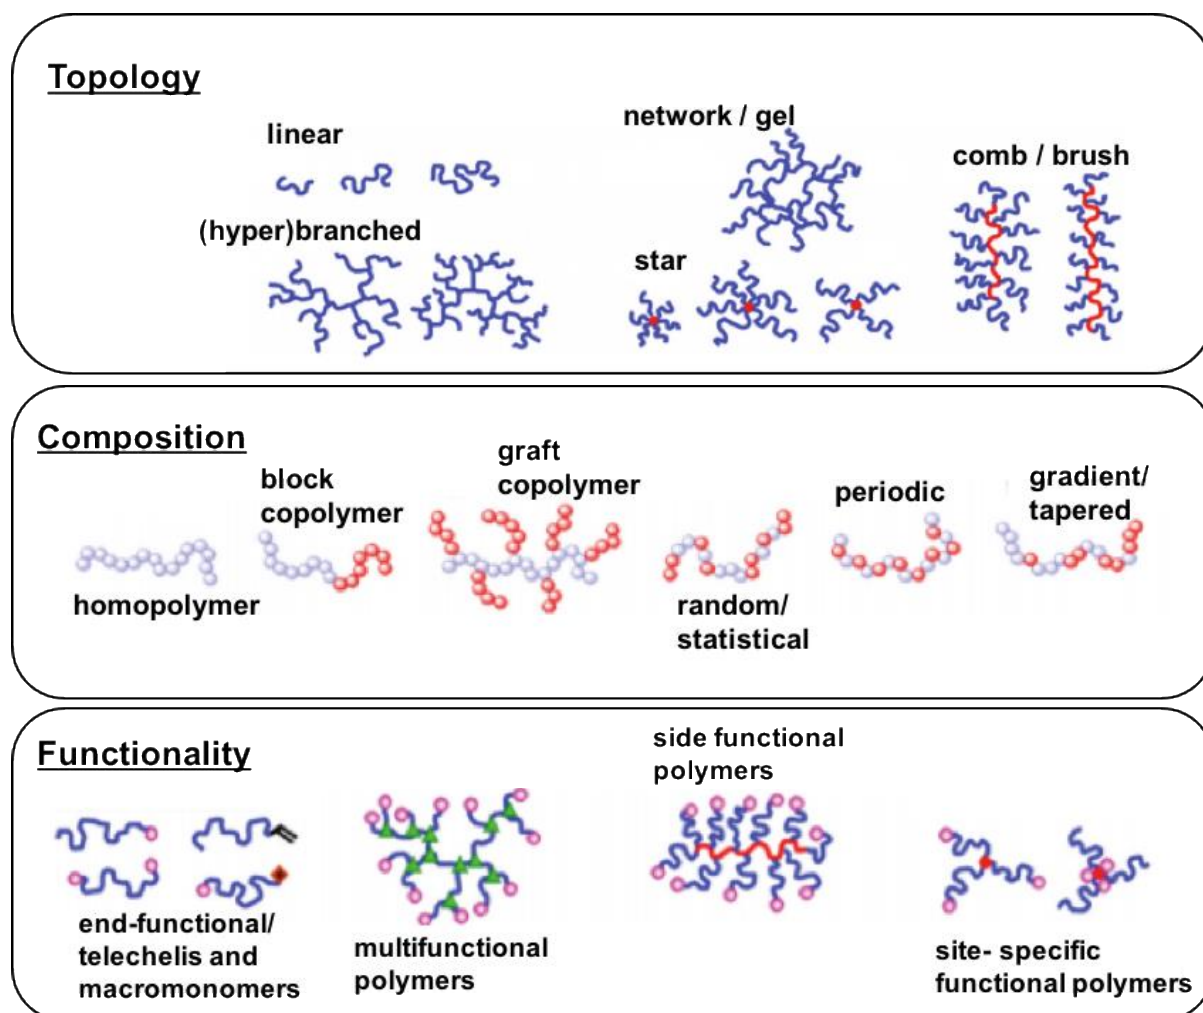 Topology
linear
network / gel
comb / brush
(hyper)branched
star
Composition
block
copolymer
graft
copolymer
periodic
gradient/
tapered
homopolymer
random/
statistical
Functionality
side functional
polymers
end-functional/
telechelis and
macromonomers
multifunctional
polymers
site- specific
functional polymers